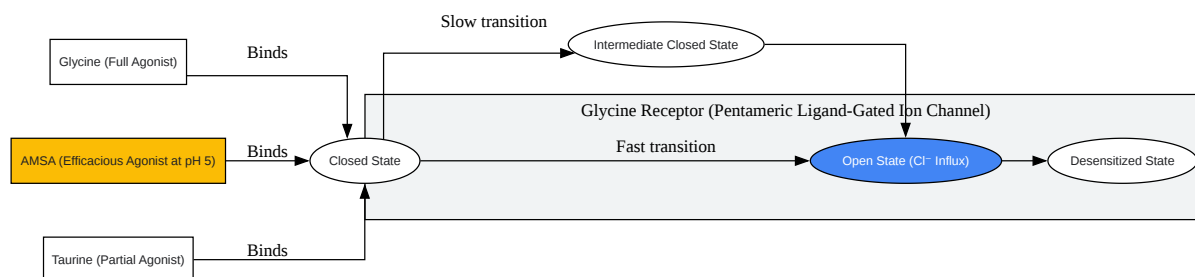 Slow transition
Intermediate Closed State
Glycine (Full Agonist)
Binds
Glycine Receptor (Pentameric Ligand-Gated Ion Channel)
AMSA (Efficacious Agonist at pH 5)
Binds
Closed State
Fast transition
Open State (Cl⁻ Influx)
Desensitized State
Taurine (Partial Agonist)
Binds